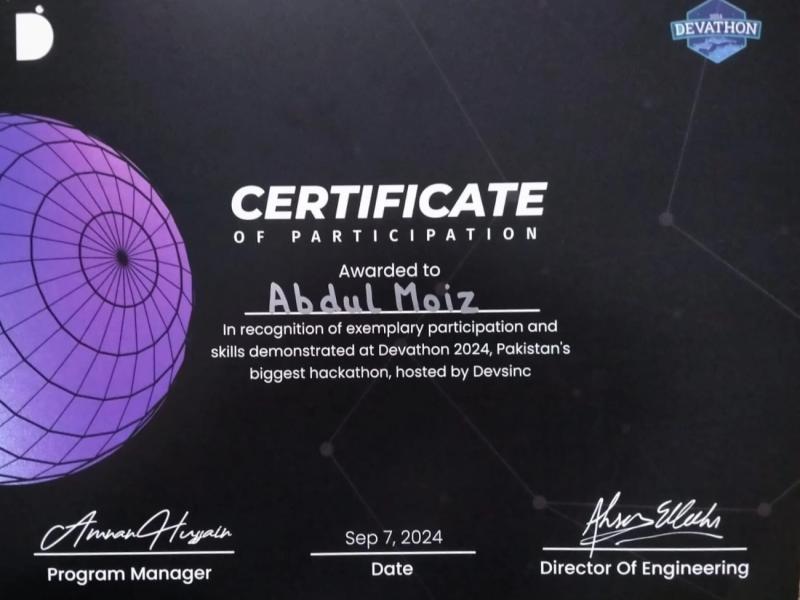 2024
DEVATHON
CERTIFICATE
OF PARTICIPATION
Awarded to
Abdul Moiz
In recognition of exemplary participation and
skills demonstrated at Devathon 2024, Pakistan's
biggest hackathon, hosted by Devsinc
Amnan Hussain
Program Manager
Sep 7, 2024
Date
Director Of Engineering